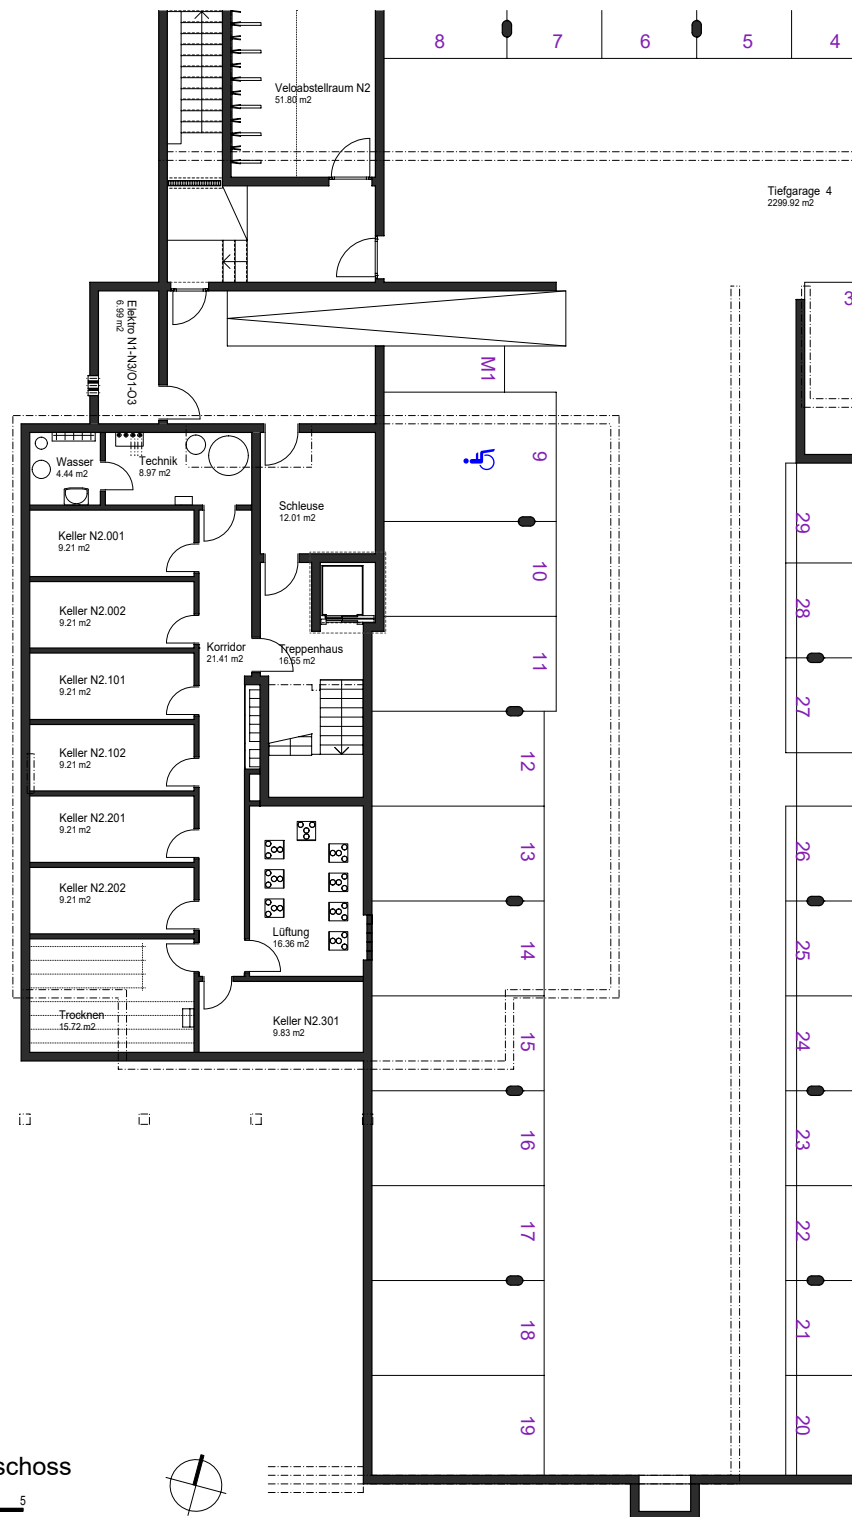 8
7
6
5
4
Veloabstellraum N2
51.80 m2
Tiefgarage 4
2299.92 m2
3
Elektro N1-N3/O1-O3
6.99 m2
M1
9
Wasser
4.44 m2
Technik
8.97 m2
Schleuse
12.01 m2
29
Keller N2.001
9.21 m2
10
28
Keller N2.002
9.21 m2
Korridor
21.41 m2
Treppenhaus
16.55 m2
11
Keller N2.101
9.21 m2
27
Keller N2.102
9.21 m2
12
Keller N2.201
9.21 m2
13
26
Keller N2.202
9.21 m2
Lüftung
16.36 m2
14
25
Trocknen
15.72 m2
Keller N2.301
9.83 m2
15
24
16
23
17
22
18
21
19
20
schoss
5